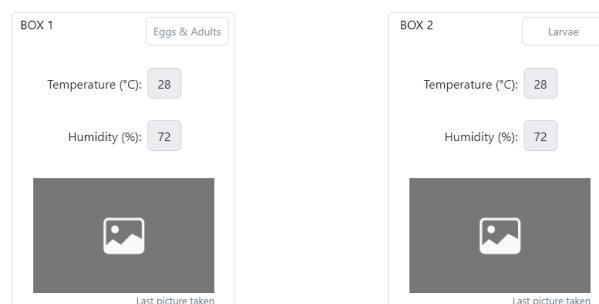 BOX 1
Eggs & Adults
Temperature (°C): 28
Humidity (%): 72
Last picture taken
BOX 2
Larvae
Temperature (°C): 28
Humidity (%): 72
Last picture taken